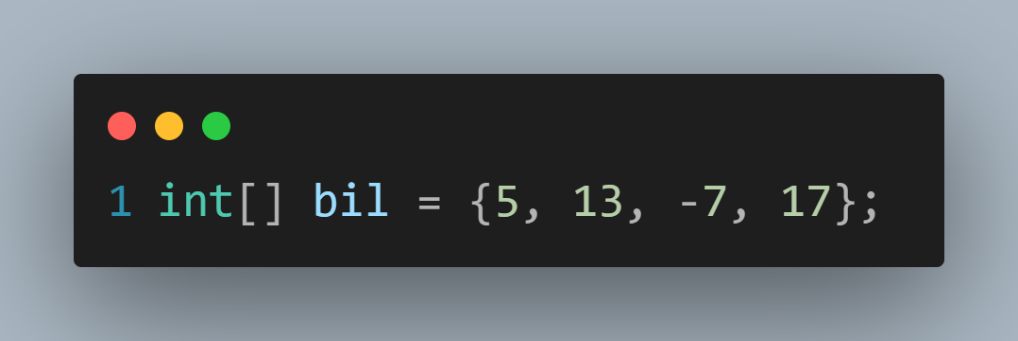 1 int[] bil = {5, 13, -7, 17};